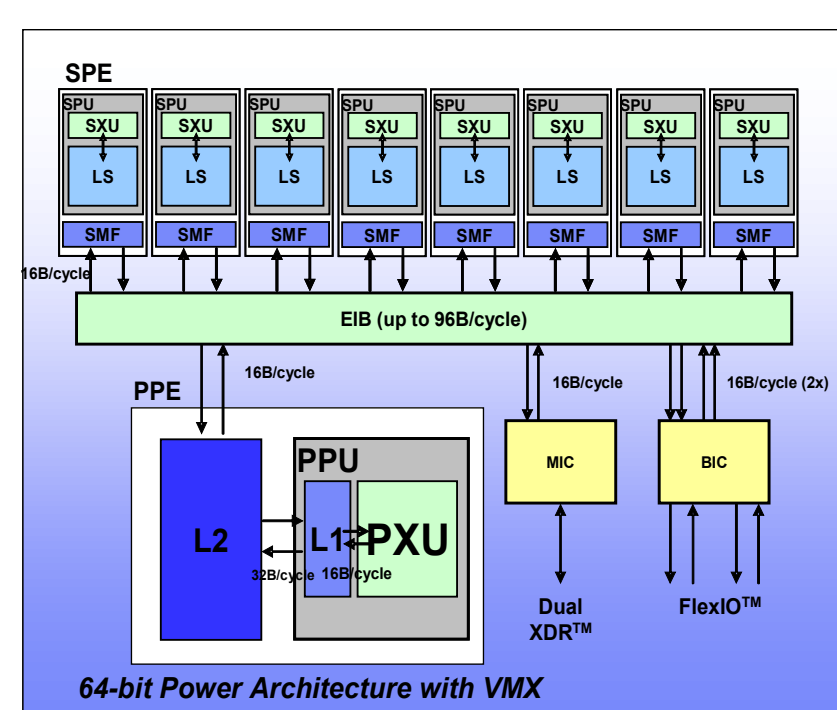 SPE
SPU SPU SPU SPU SPU SPU SPU SPU
SXU SXU SXU SXU SXU SXU SXU SXU
LS LS LS LS LS LS LS LS
SMF SMF SMF SMF SMF SMF SMF SMF
16B/cycle
EIB (up to 96B/cycle)
16B/cycle 16B/cycle 16B/cycle (2x)
PPE
PPU
MIC BIC
L2 L1 PXU
32B/cycle 16B/cycle
Dual FlexIO™
XDR™
64-bit Power Architecture with VMX